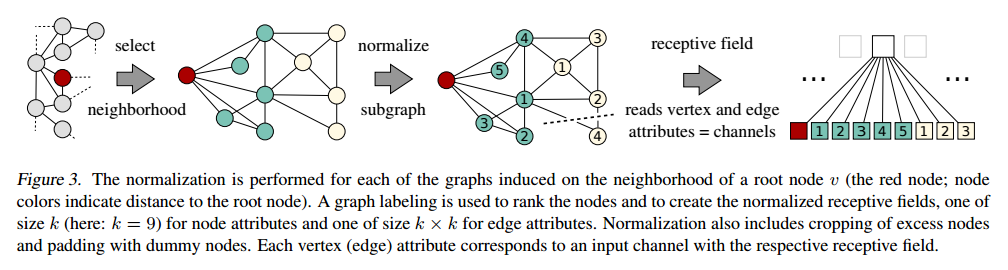 select
neighborhood
normalize
subgraph
4
3
5
1
1
2
3
2
4
receptive field
reads vertex and edge
attributes = channels
... ...
1 2 3 4 5 1 2 3
Figure 3. The normalization is performed for each of the graphs induced on the neighborhood of a root node v (the red node; node
colors indicate distance to the root node). A graph labeling is used to rank the nodes and to create the normalized receptive fields, one of
size k (here: k = 9) for node attributes and one of size k × k for edge attributes. Normalization also includes cropping of excess nodes
and padding with dummy nodes. Each vertex (edge) attribute corresponds to an input channel with the respective receptive field.